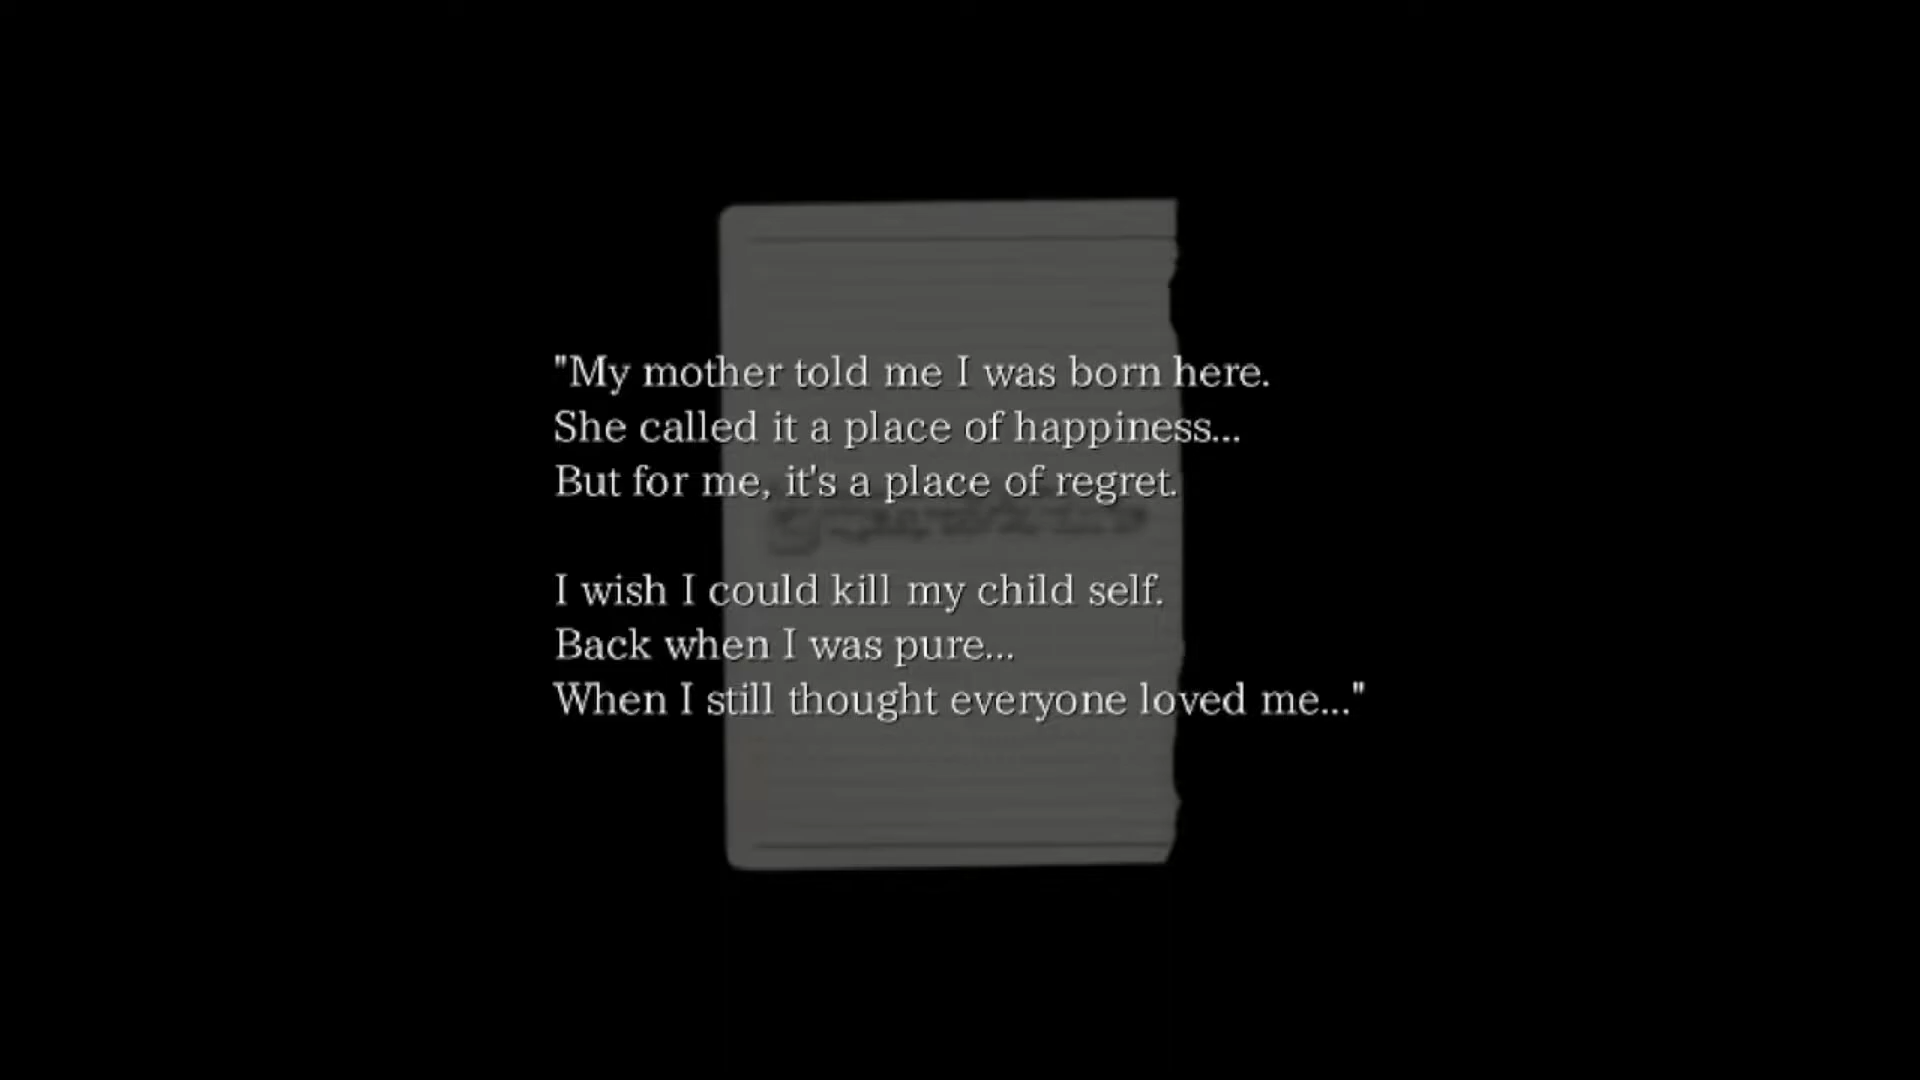 "My mother told me I was born here.
She called it a place of happiness...
But for me, it's a place of regret.
I wish I could kill my child self.
Back when I was pure...
When I still thought everyone loved me..."